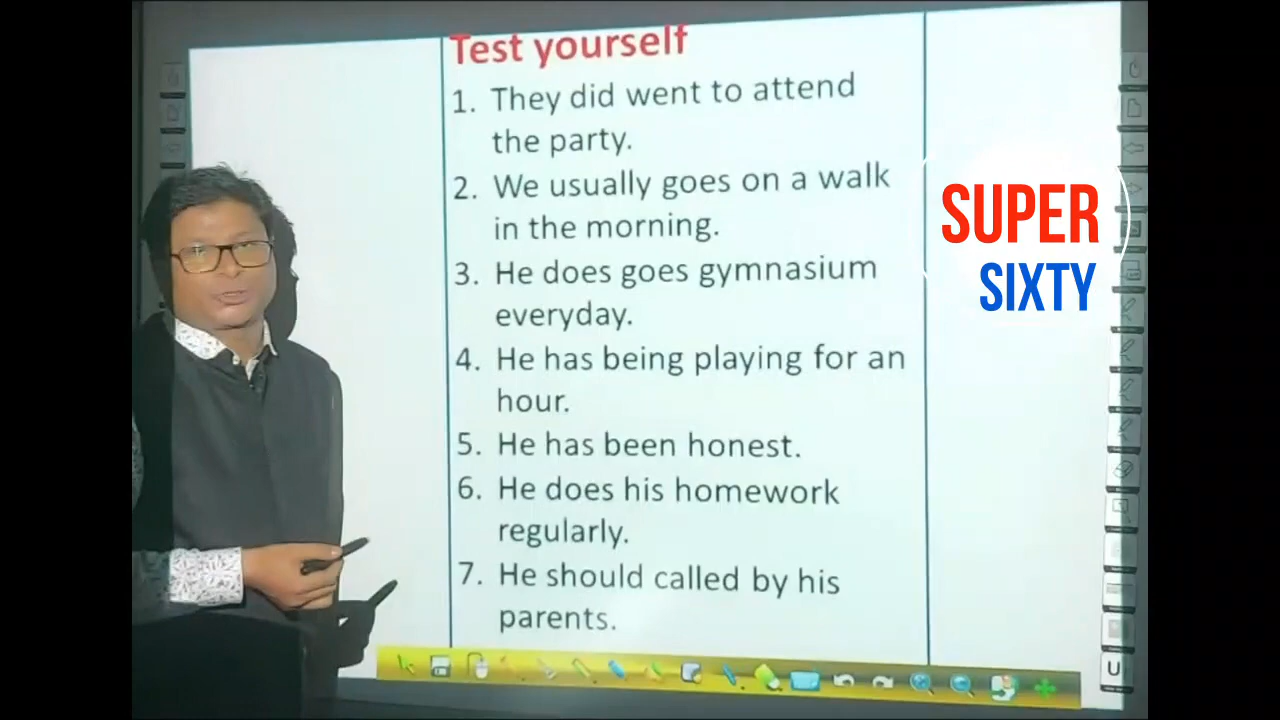 Test yourself
1. They did went to attend
the party.
2. We usually goes on a walk
in the morning.
3. He does goes gymnasium
everyday.
4. He has being playing for an
hour.
5. He has been honest.
6. He does his homework
regularly.
7. He should called by his
parents.
SUPER
SIXTY
U